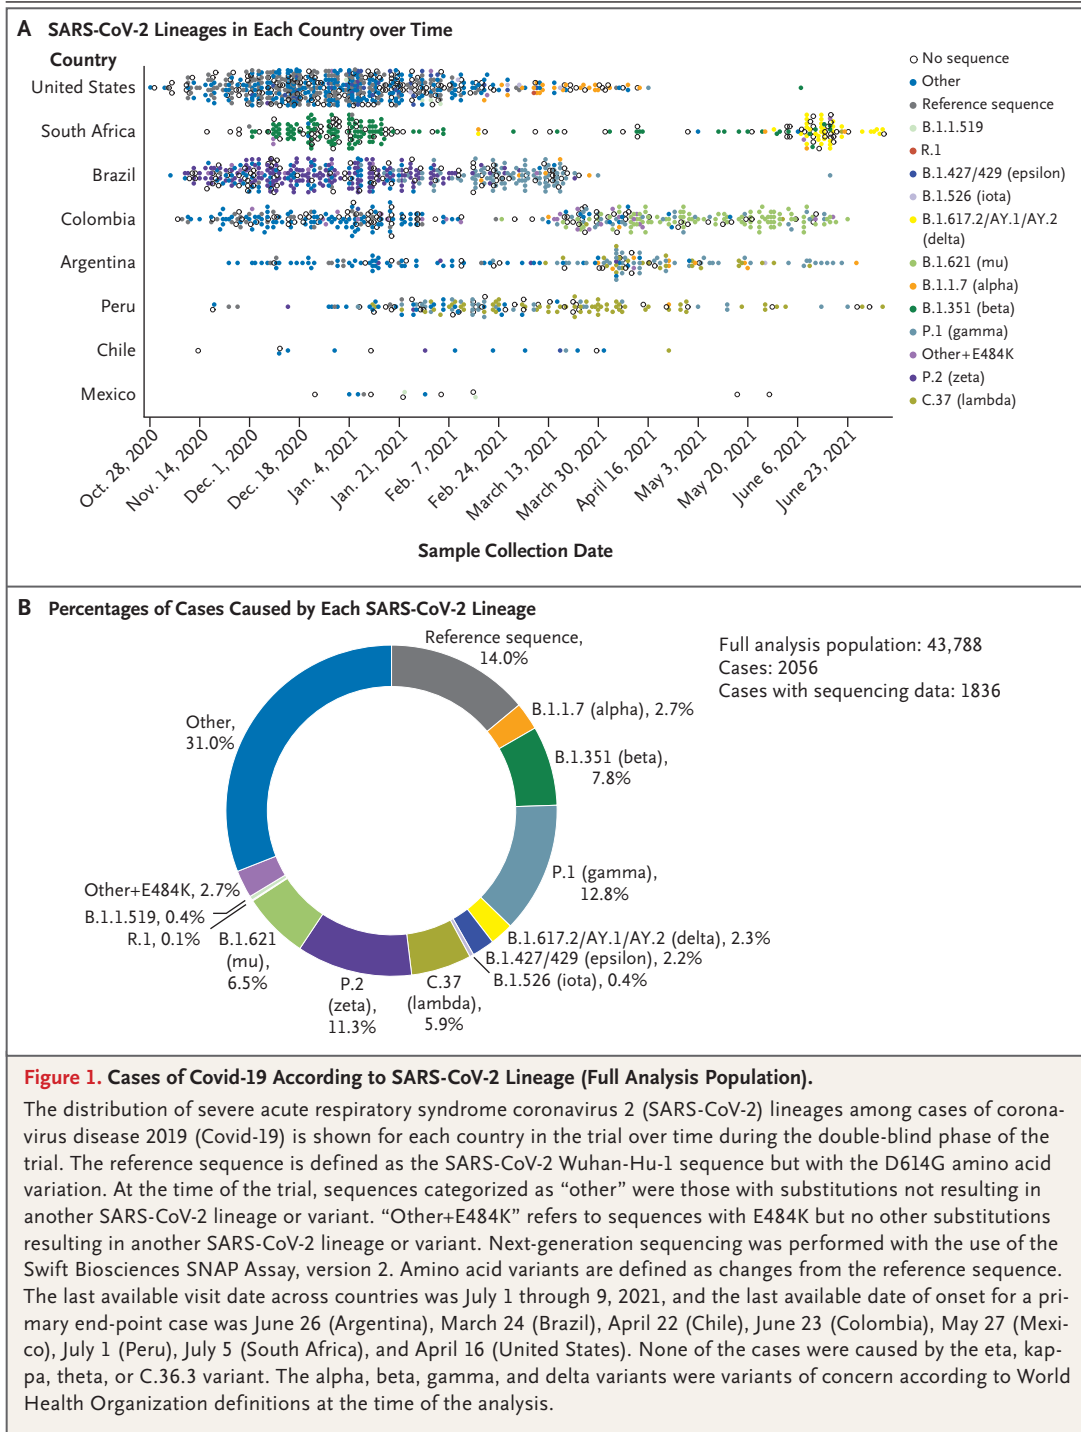 A SARS-CoV-2 Lineages in Each Country over Time
Country
United States
South Africa
Brazil
Colombia
Argentina
Peru
Chile
Mexico
No sequence
Other
Reference sequence
B.1.1.519
R.1
B.1.427/429 (epsilon)
B.1.526 (iota)
B.1.617.2/AY.1/AY.2
(delta)
B.1.621 (mu)
B.1.1.7 (alpha)
B.1.351 (beta)
P.1 (gamma)
Other+E484K
P.2 (zeta)
C.37 (lambda)
Oct. 28, 2020
Nov. 14, 2020
Dec. 1, 2020
Dec. 18, 2020
Jan. 4, 2021
Jan. 21, 2021
Feb. 7, 2021
Feb. 24, 2021
March 13, 2021
March 30, 2021
April 16, 2021
May 3, 2021
May 20, 2021
June 6, 2021
June 23, 2021
Sample Collection Date
B Percentages of Cases Caused by Each SARS-CoV-2 Lineage
Reference sequence,
14.0%
B.1.1.7 (alpha), 2.7%
B.1.351 (beta),
7.8%
P.1 (gamma),
12.8%
B.1.617.2/AY.1/AY.2 (delta), 2.3%
B.1.427/429 (epsilon), 2.2%
B.1.526 (iota), 0.4%
C.37
(lambda),
5.9%
P.2
(zeta),
11.3%
B.1.621
(mu),
6.5%
R.1, 0.1%
B.1.1.519, 0.4%
Other+E484K, 2.7%
Other,
31.0%
Full analysis population: 43,788
Cases: 2056
Cases with sequencing data: 1836
Figure 1. Cases of Covid-19 According to SARS-CoV-2 Lineage (Full Analysis Population).
The distribution of severe acute respiratory syndrome coronavirus 2 (SARS-CoV-2) lineages among cases of corona-
virus disease 2019 (Covid-19) is shown for each country in the trial over time during the double-blind phase of the
trial. The reference sequence is defined as the SARS-CoV-2 Wuhan-Hu-1 sequence but with the D614G amino acid
variation. At the time of the trial, sequences categorized as “other” were those with substitutions not resulting in
another SARS-CoV-2 lineage or variant. “Other+E484K” refers to sequences with E484K but no other substitutions
resulting in another SARS-CoV-2 lineage or variant. Next-generation sequencing was performed with the use of the
Swift Biosciences SNAP Assay, version 2. Amino acid variants are defined as changes from the reference sequence.
The last available visit date across countries was July 1 through 9, 2021, and the last available date of onset for a pri-
mary end-point case was June 26 (Argentina), March 24 (Brazil), April 22 (Chile), June 23 (Colombia), May 27 (Mexi-
co), July 1 (Peru), July 5 (South Africa), and April 16 (United States). None of the cases were caused by the eta, kap-
pa, theta, or C.36.3 variant. The alpha, beta, gamma, and delta variants were variants of concern according to World
Health Organization definitions at the time of the analysis.